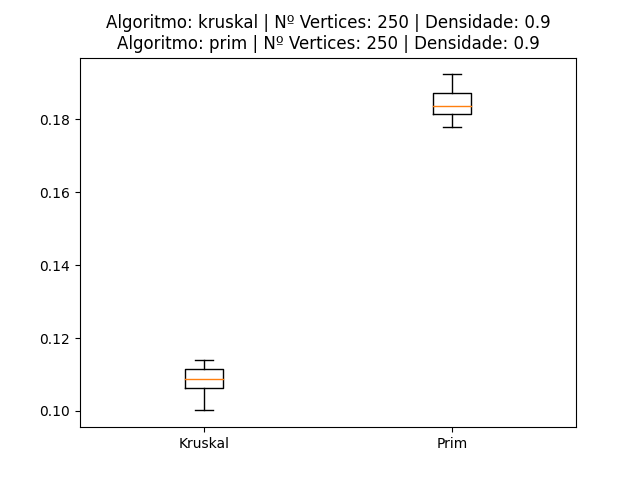 Algoritmo: kruskal | Nº Vertices: 250 | Densidade: 0.9
Algoritmo: prim | Nº Vertices: 250 | Densidade: 0.9
0.18
0.16
0.14
0.12
0.10
Kruskal
Prim